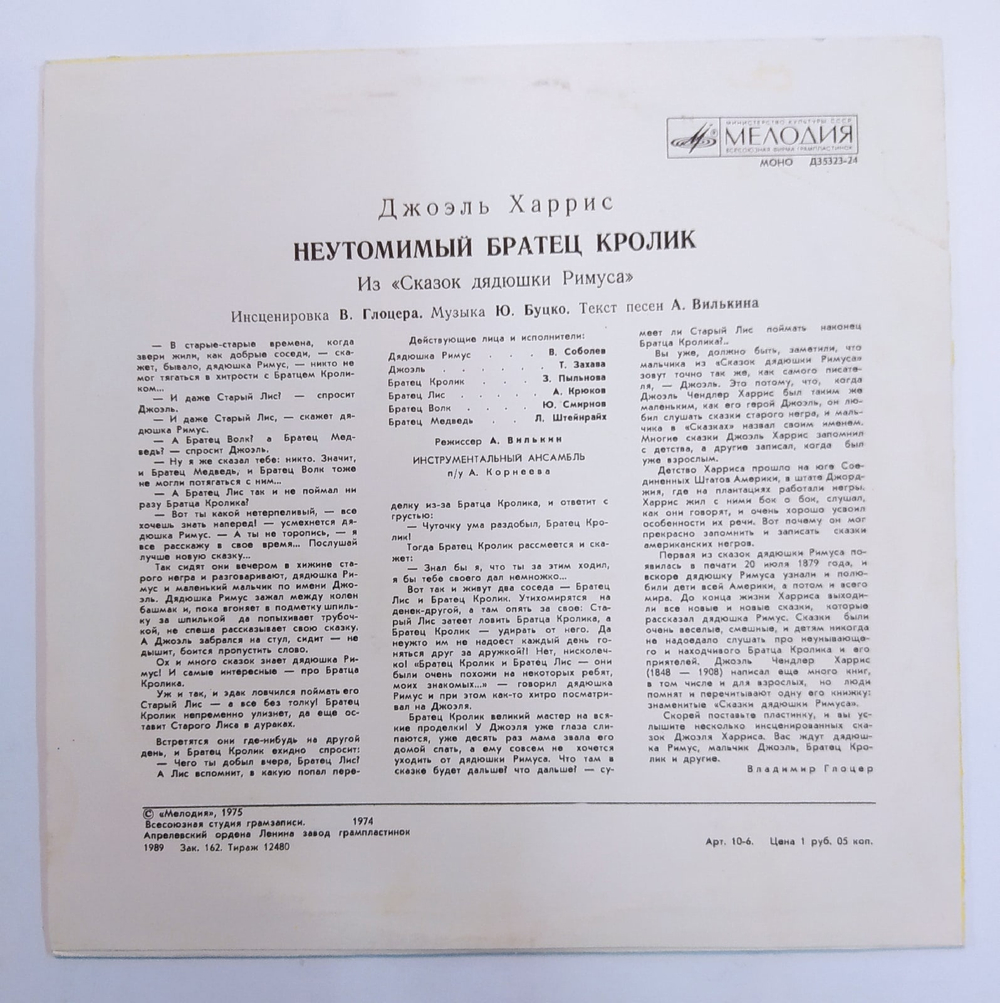 МИНИСТЕРСТВО КУЛЬТУРЫ СССР
МЕЛОДИЯ
ВСЕСОЮЗНАЯ ФИРМА ГРАМПЛАСТИНОК
МОНО Д35323-24
Джоэль Харрис
НЕУТОМИМЫЙ БРАТЕЦ КРОЛИК
Из «Сказок дядюшки Римуса»
Инсценировка В. Глоцера. Музыка Ю. Буцко. Текст песен А. Вилькина
— В старые-старые времена, когда
звери жили, как добрые соседи, — ска-
жет, бывало, дядюшка Римус, — никто не
мог тягаться в хитрости с Братцем Кроли-
ком...
— И даже Старый Лис? — спросит
Джоэль.
— И даже Старый Лис, — скажет дя-
дюшка Римус.
— А Братец Волк? а Братец Мед-
ведь? — спросит Джоэль.
— Ну я же сказал тебе: никто. Значит,
и Братец Медведь, и Братец Волк тоже
не могли потягаться с ним...
— А Братец Лис так и не поймал ни
разу Братца Кролика?
— Вот ты какой нетерпеливый, — все
хочешь знать наперед! — усмехнется дя-
дюшка Римус. — А ты не торопись, — я
все расскажу в свое время... Послушай
лучше новую сказку...
Так сидят они вечером в хижине ста-
рого негра и разговаривают, дядюшка Ри-
мус и маленький мальчик по имени Джо-
эль. Дядюшка Римус зажал между колен
башмак и, пока вгоняет в подметку шпиль-
ку за шпилькой да попыхивает трубоч-
кой, не спеша рассказывает свою сказку.
А Джоэль забрался на стул, сидит — не
дышит, боится пропустить слово.
Ох и много сказок знает дядюшка Ри-
мус! И самые интересные — про Братца
Кролика.
Уж и так, и эдак ловчился поймать его
Старый Лис — а все без толку! Братец
Кролик непременно улизнет, да еще ос-
тавит Старого Лиса в дураках.
Встретятся они где-нибудь на другой
день, и Братец Кролик ехидно спросит:
— Чего ты добыл вчера, Братец Лис?
А Лис вспомнит, в какую попал пере-
Действующие лица и исполнители:
Дядюшка Римус . . . В. Соболев
Джоэль . . . . . Т. Захава
Братец Кролик . . . . З. Пыльнова
Братец Лис . . . . . А. Крюков
Братец Волк . . . . Ю. Смирнов
Братец Медведь . . . Л. Штейнрайх
Режиссер А. Вилькин
ИНСТРУМЕНТАЛЬНЫЙ АНСАМБЛЬ
п/у А. Корнеева
делку из-за Братца Кролика, и ответит с
грустью:
— Чуточку ума раздобыл, Братец Кро-
лик!
Тогда Братец Кролик рассмеется и ска-
жет:
— Знал бы я, что ты за этим ходил,
я бы тебе своего дал немножко...
Вот так и живут два соседа — Братец
Лис и Братец Кролик. Утихомирятся на
денек-другой, а там опять за свое: Ста-
рый Лис затеет ловить Братца Кролика, а
Братец Кролик — удирать от него. Да
неужто им не надоест каждый день го-
няться друг за дружкой?! Нет, нисколеч-
ко! «Братец Кролик и Братец Лис — они
были очень похожи на некоторых ребят,
моих знакомых...» — говорил дядюшка
Римус и при этом как-то хитро посматри-
вал на Джоэля.
Братец Кролик великий мастер на вся-
кие проделки! У Джоэля уже глаза сли-
паются, уже десять раз мама звала его
домой спать, а ему совсем не хочется
уходить от дядюшки Римуса. Что там в
сказке будет дальше? что дальше? — су-
меет ли Старый Лис поймать наконец
Братца Кролика?..
Вы уже, должно быть, заметили, что
мальчика из «Сказок дядюшки Римуса»
зовут точно так же, как самого писате-
ля, — Джоэль. Это потому, что, когда
Джоэль Чендлер Харрис был таким же
маленьким, как его герой Джоэль, он лю-
бил слушать сказки старого негра, и маль-
чика в «Сказках» назвал своим именем.
Многие сказки Джоэль Харрис запомнил
с детства, а другие записал, когда был
уже взрослым.
Детство Харриса прошло на юге Сое-
диненных Штатов Америки, в штате Джорд-
жия, где на плантациях работали негры.
Харрис жил с ними бок о бок, слушал,
как они говорят, и очень хорошо усвоил
особенности их речи. Вот почему он мог
прекрасно запомнить и записать сказки
американских негров.
Первая из сказок дядюшки Римуса по-
явилась в печати 20 июля 1879 года, и
вскоре дядюшку Римуса узнали и полю-
били дети всей Америки, а потом и всего
мира. До конца жизни Харриса выходи-
ли все новые и новые сказки, которые
рассказал дядюшка Римус. Сказки были
очень веселые, смешные, и детям никогда
не надоедало слушать про неунывающе-
го и находчивого Братца Кролика и его
приятелей. Джоэль Чендлер Харрис
(1848 — 1908) написал еще много книг,
в том числе и для взрослых, но люди
помнят и перечитывают одну его книжку:
знаменитые «Сказки дядюшки Римуса».
Скорей поставьте пластинку, и вы ус-
лышите несколько инсценированных ска-
зок Джоэля Харриса. Вас ждут дядюш-
ка Римус, мальчик Джоэль, Братец Кро-
лик и другие.
Владимир Глоцер
© «Мелодия», 1975
Всесоюзная студия грамзаписи. 1974
Апрелевский ордена Ленина завод грампластинок
1989 Зак. 162. Тираж 12480
Арт. 10-6. Цена 1 руб. 05 коп.